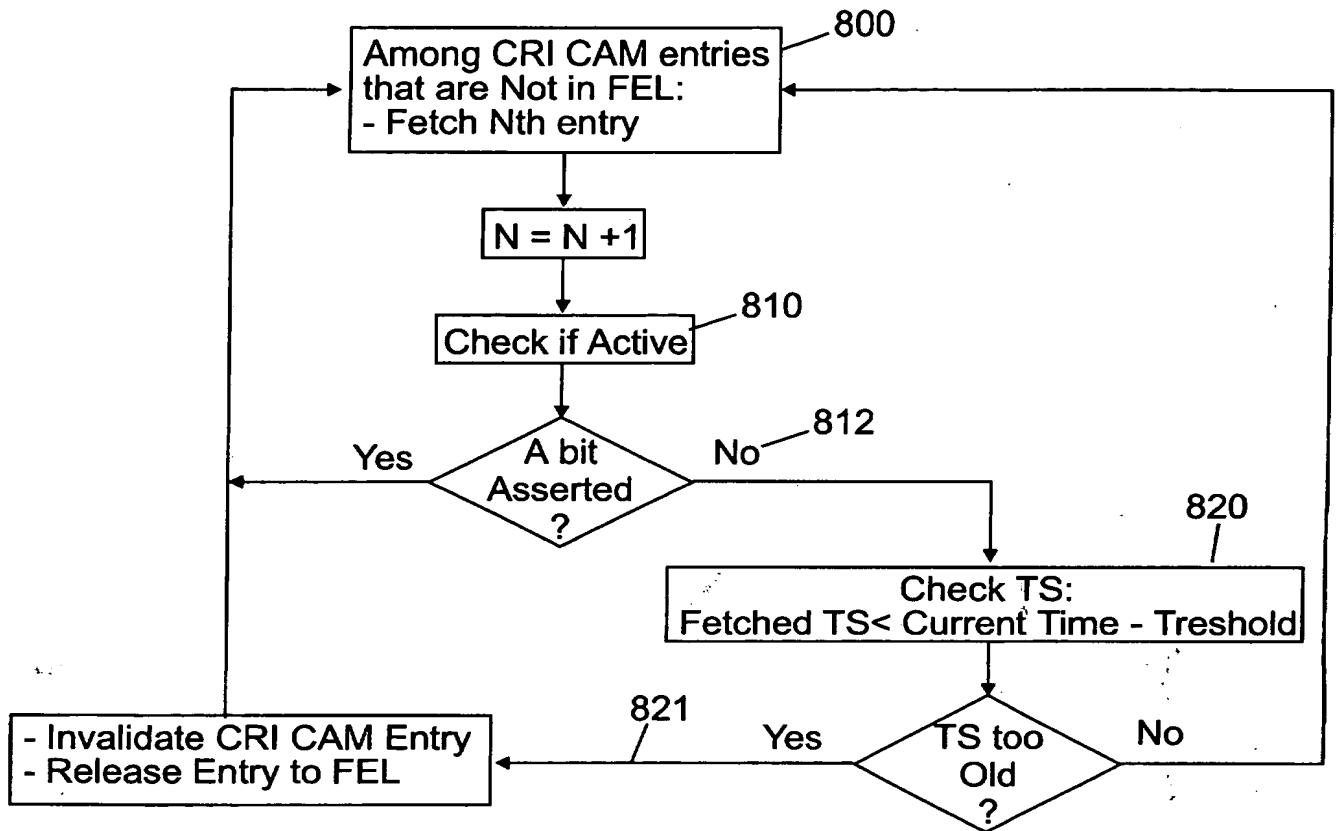 800
Among CRI CAM entries
that are Not in FEL:
- Fetch Nth entry
N = N +1
810
Check if Active
812
Yes
A bit
Asserted
?
No
820
Check TS:
Fetched TS< Current Time - Treshold
821
- Invalidate CRI CAM Entry
- Release Entry to FEL
Yes
TS too
Old
?
No